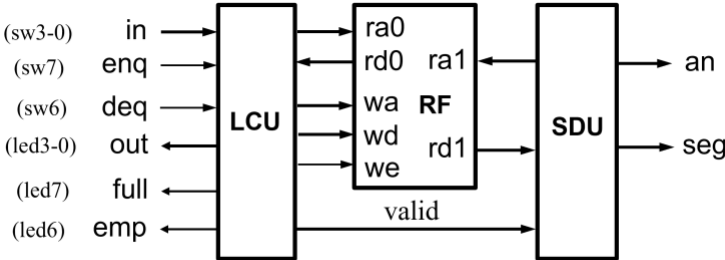 (sw3-0) in
(sw7) enq
(sw6) deq
(led3-0) out
(led7) full
(led6) emp
LCU
ra0
rd0 ra1
wa RF
wd
rd1
we
valid
SDU
an
seg